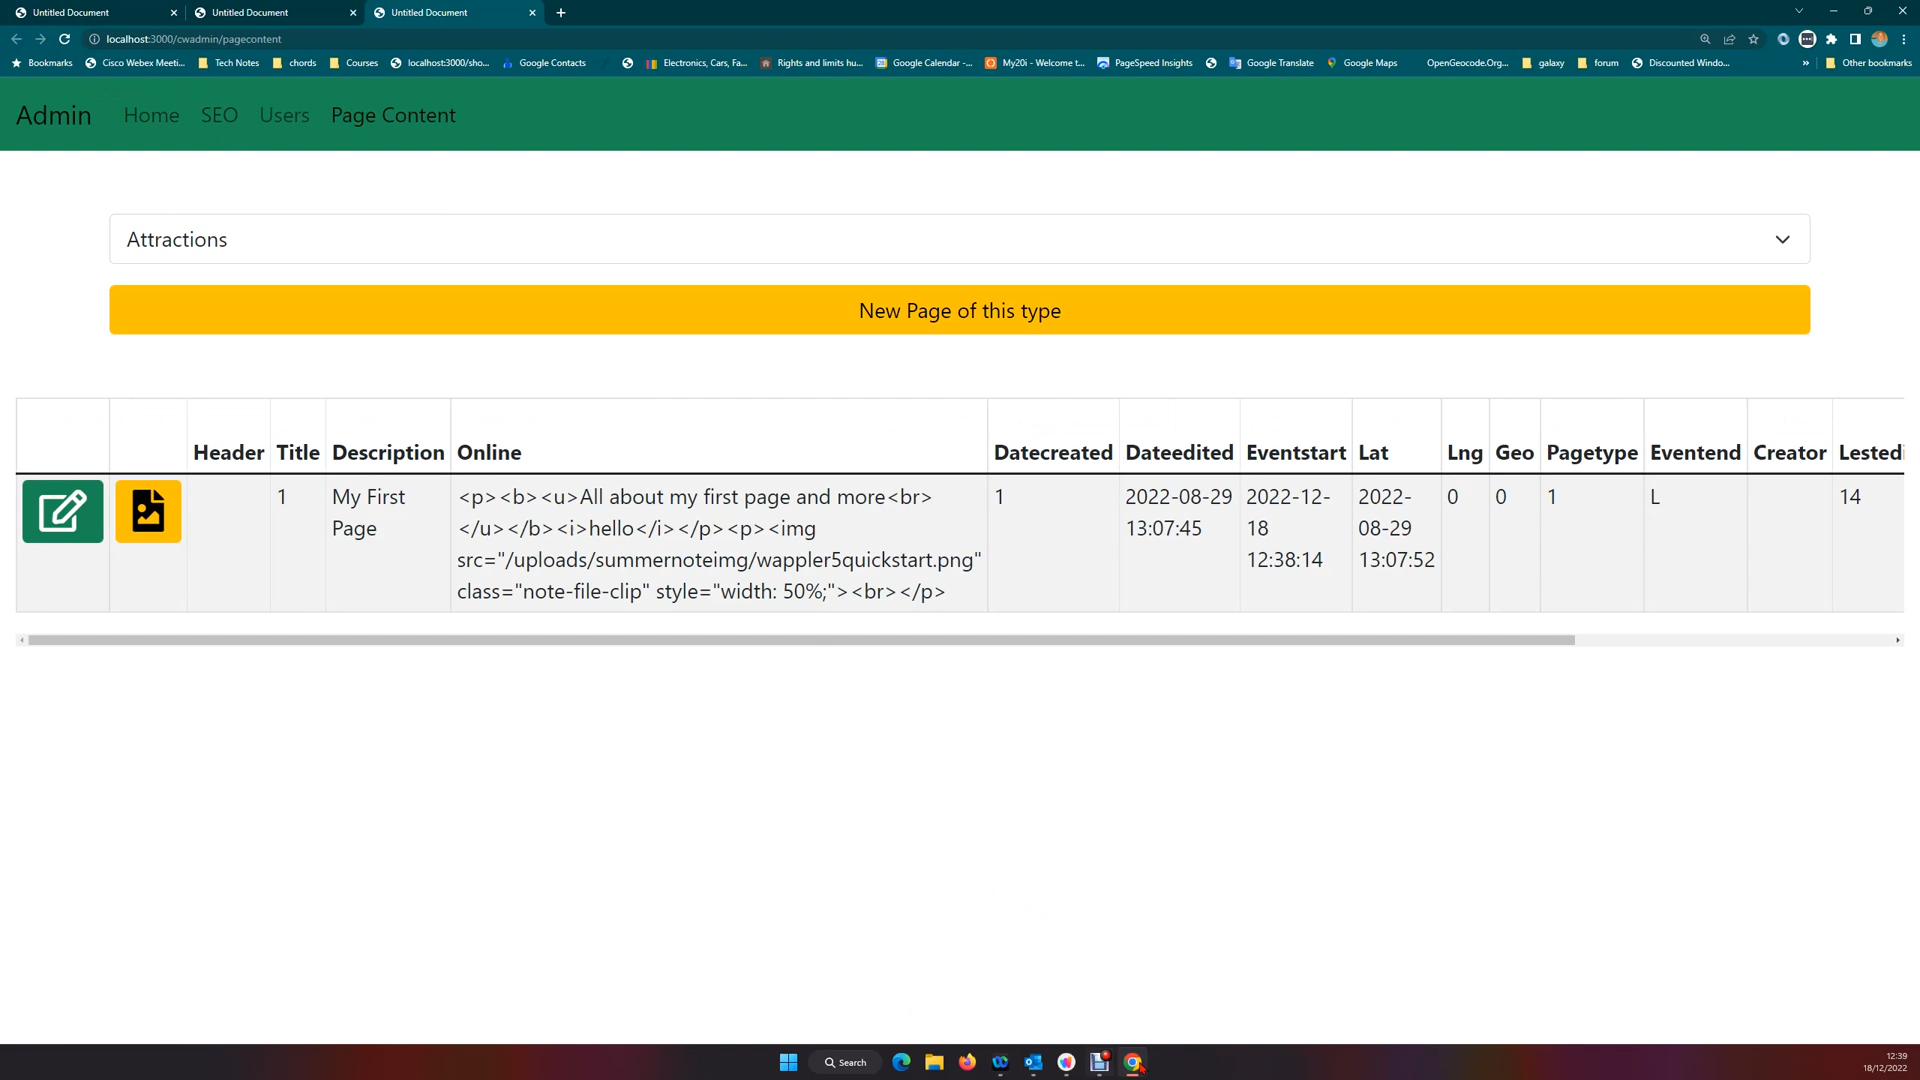 Untitled Document
Untitled Document
Untitled Document
localhost:3000/cwadmin/pagecontent
Bookmarks
Cisco Webex Meeti...
Tech Notes
chords
Courses
localhost:3000/sho...
Google Contacts
Electronics, Cars, Fa...
Rights and limits hu...
Google Calendar -...
My20i - Welcome t...
PageSpeed Insights
Google Translate
Google Maps
OpenGeocode.Org...
galaxy
forum
Discounted Windo...
»
Other bookmarks
Admin Home SEO Users Page Content
Attractions
New Page of this type
Header Title Description Online Datecreated Dateedited Eventstart Lat Lng Geo Pagetype Eventend Creator Lestedi
1
My First
Page
<p><b><u>All about my first page and more<br>
</u></b><i>hello</i></p><p><img
src="/uploads/summernoteimg/wappler5quickstart.png"
class="note-file-clip" style="width: 50%;"><br></p>
1
2022-08-29
13:07:45
2022-12-
18
12:38:14
2022-
08-29
13:07:52
0
0
1
L
14
Search
12:39
18/12/2022